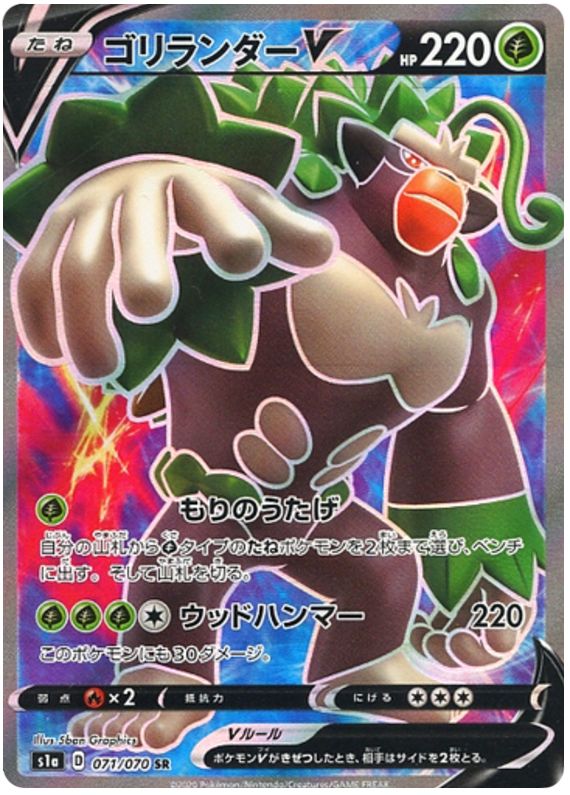 たね ゴリランダーV HP220
もりのうたげ
自分の山札からタイプのたねポケモンを2枚まで選び、ベンチ
に出す。そして山札を切る。
ウッドハンマー 220
このポケモンにも30ダメージ。
弱点 ×2 抵抗力 にげる
Illus. 5ban Graphics
Vルール
ポケモンVがきぜつしたとき、相手はサイドを2枚とる。
s1a D 071/070 SR
©2020 Pokémon/Nintendo/Creatures/GAME FREAK